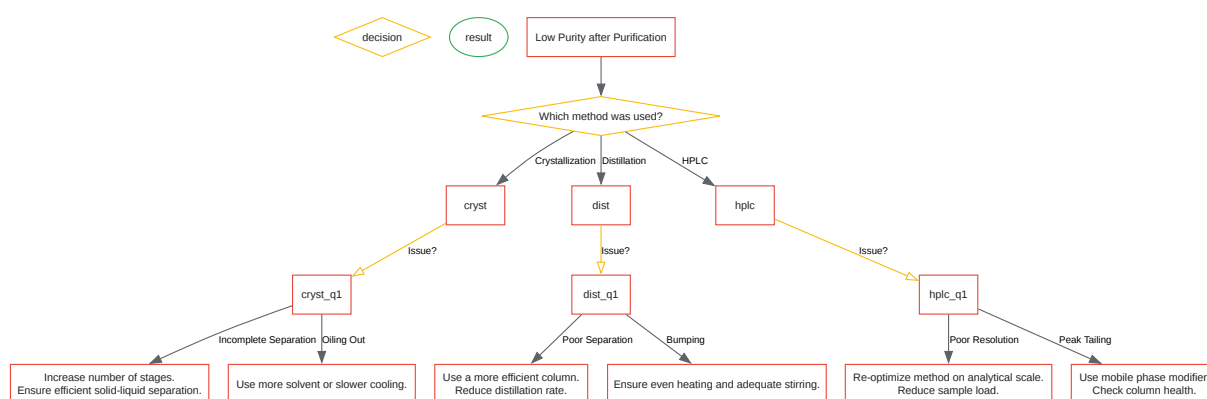 decision
result
Low Purity after Purification
Which method was used?
Crystallization
Distillation
HPLC
cryst
dist
hplc
Issue?
Issue?
Issue?
cryst_q1
dist_q1
hplc_q1
Incomplete Separation
Oiling Out
Poor Separation
Bumping
Poor Resolution
Peak Tailing
Increase number of stages.
Ensure efficient solid-liquid separation.
Use more solvent or slower cooling.
Use a more efficient column.
Reduce distillation rate.
Ensure even heating and adequate stirring.
Re-optimize method on analytical scale.
Reduce sample load.
Use mobile phase modifier
Check column health.